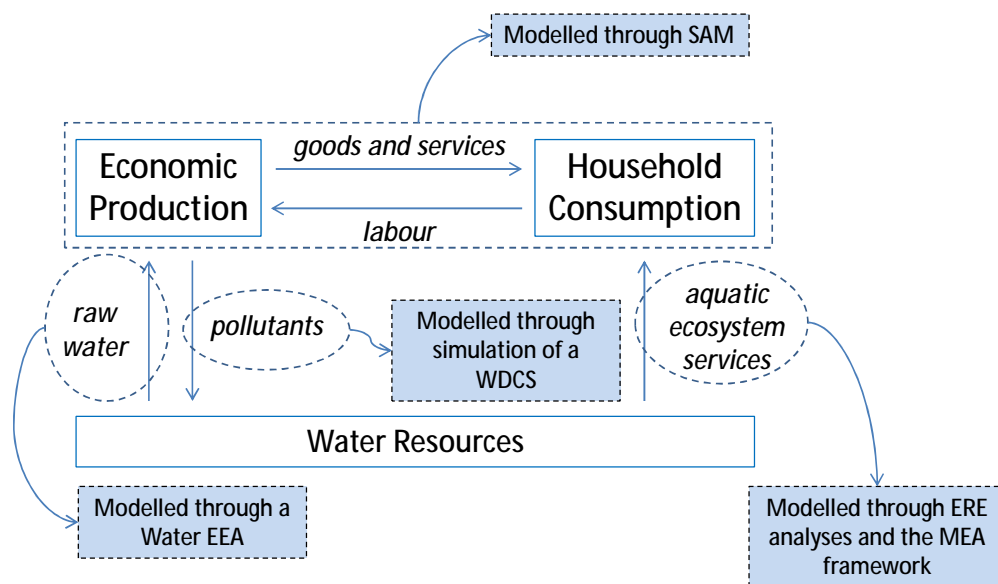 Modelled through SAM
goods and services
Economic
Production
Household
Consumption
labour
raw
water
pollutants
Modelled through
simulation of a
WDCS
aquatic
ecosystem
services
Water Resources
Modelled through a
Water EEA
Modelled through ERE
analyses and the MEA
framework